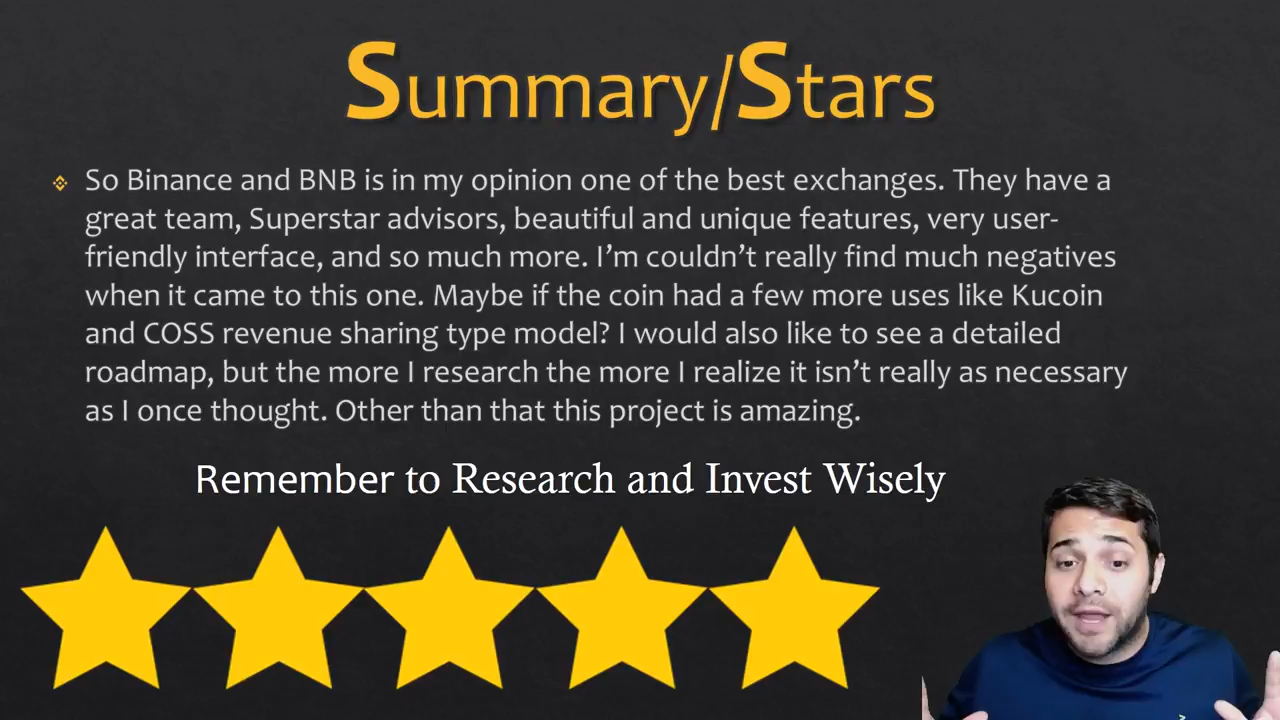 Summary/Stars
So Binance and BNB is in my opinion one of the best exchanges. They have a
great team, Superstar advisors, beautiful and unique features, very user-
friendly interface, and so much more. I’m couldn’t really find much negatives
when it came to this one. Maybe if the coin had a few more uses like Kucoin
and COSS revenue sharing type model? I would also like to see a detailed
roadmap, but the more I research the more I realize it isn’t really as necessary
as I once thought. Other than that this project is amazing.
Remember to Research and Invest Wisely